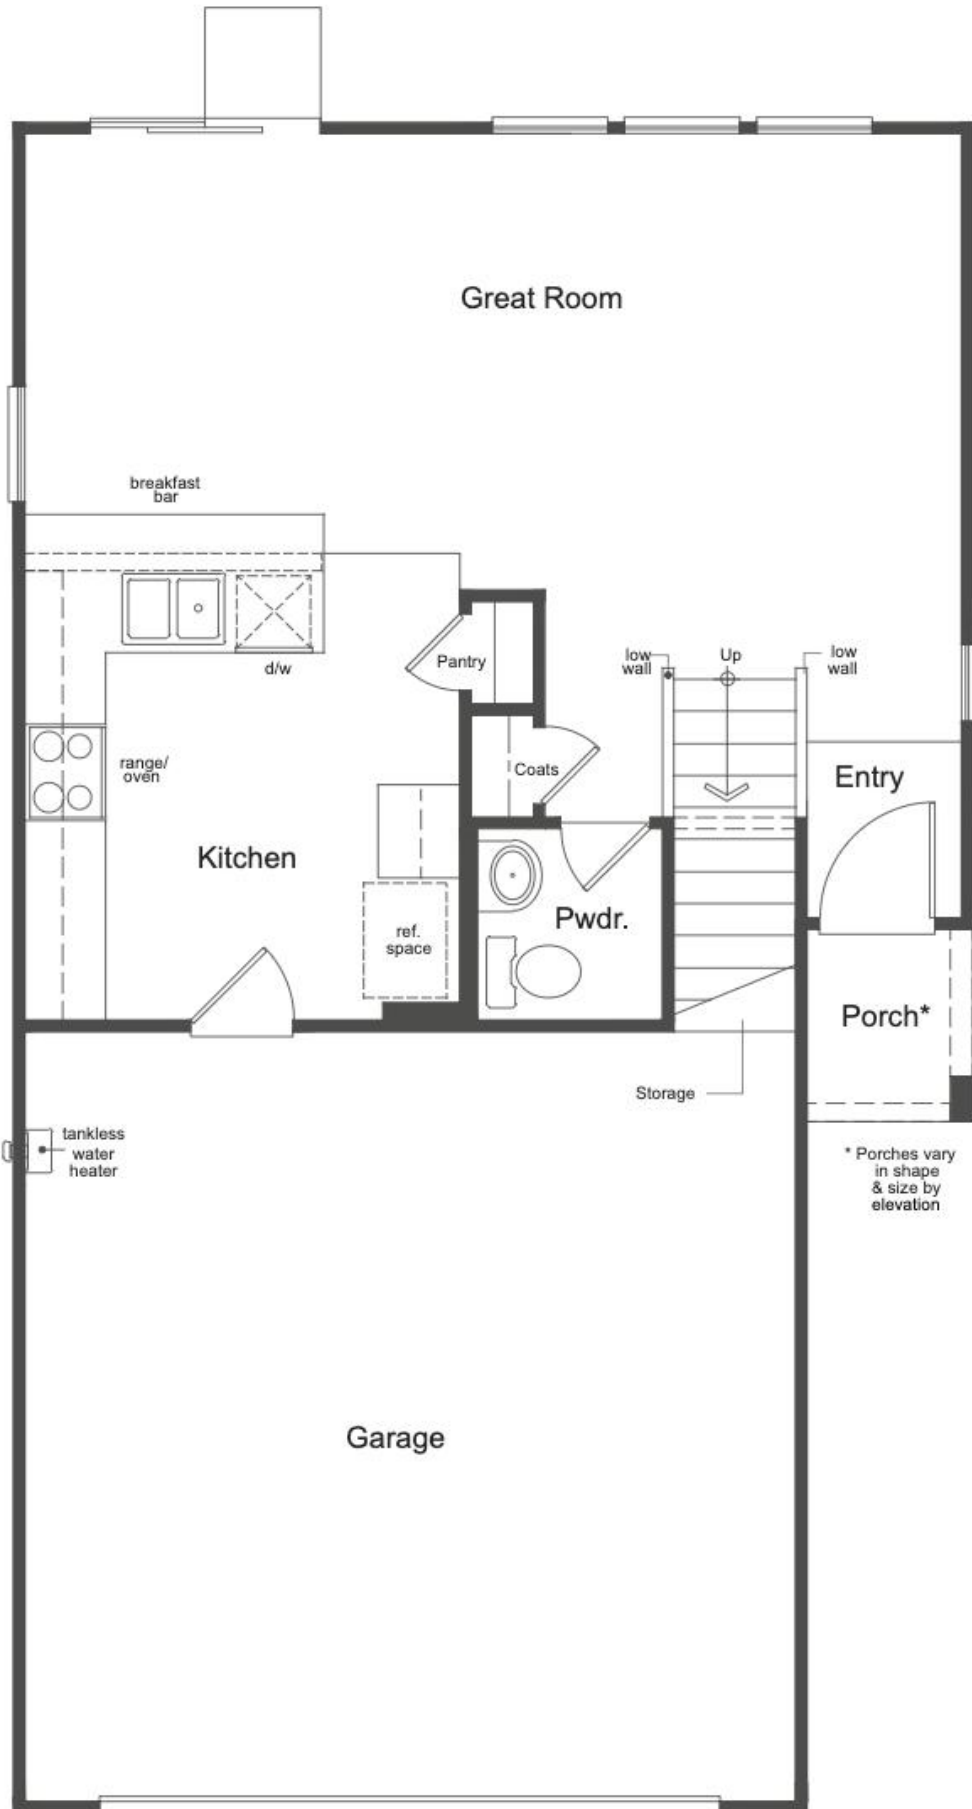 Great Room
breakfast
bar
d/w
Pantry
low
wall
Up
low
wall
range/
oven
Coats
Entry
Kitchen
Pwdr.
ref.
space
Porch*
Storage
tankless
water
heater
* Porches vary
in shape
& size by
elevation
Garage